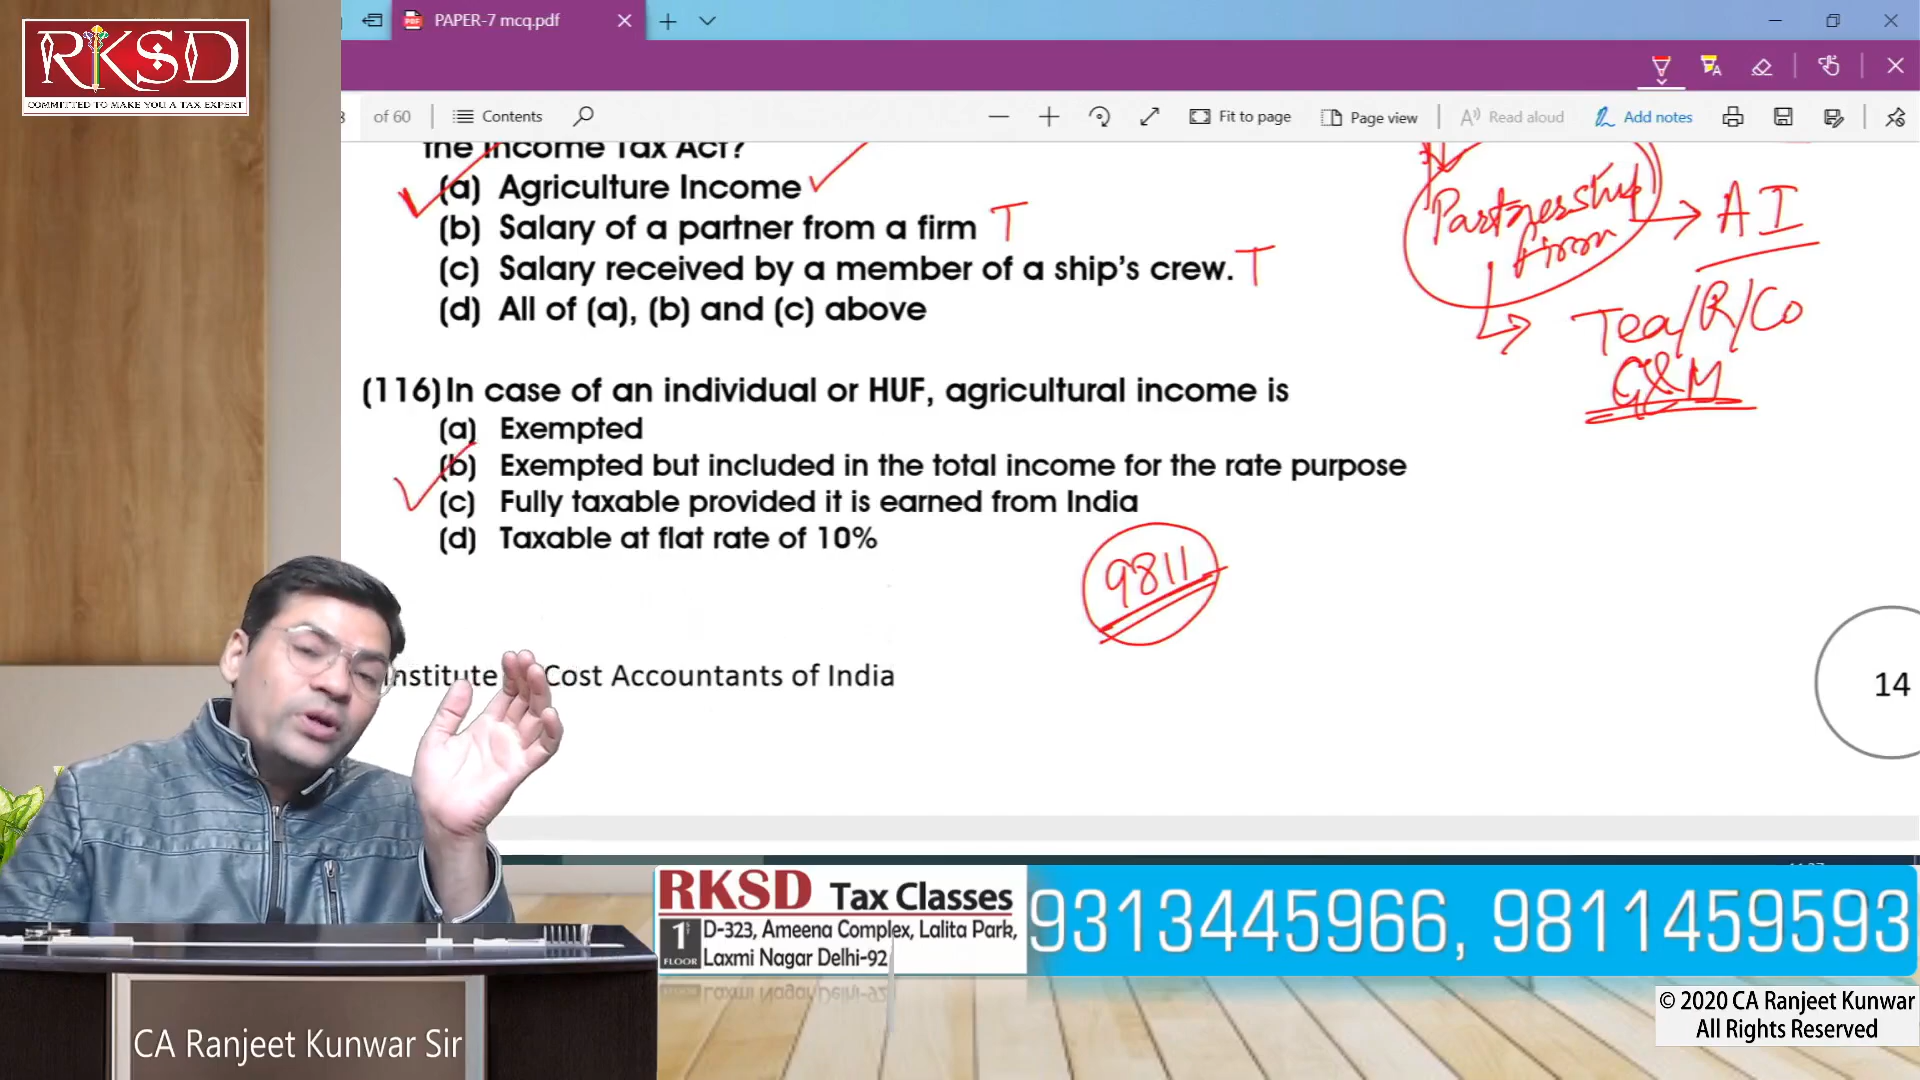 RKSD
COMMITTED TO MAKE YOU A TAX EXPERT
PAPER-7 mcq.pdf
of 60
Contents
Fit to page
Page view
Read aloud
Add notes
the Income Tax Act?
(a) Agriculture Income
(b) Salary of a partner from a firm T
(c) Salary received by a member of a ship's crew. T
(d) All of (a), (b) and (c) above
Partnership
firm
AI
Tea/R/Co
G&M
(116) In case of an individual or HUF, agricultural income is
(a) Exempted
(b) Exempted but included in the total income for the rate purpose
(c) Fully taxable provided it is earned from India
(d) Taxable at flat rate of 10%
9811
Institute Cost Accountants of India
14
RKSD Tax Classes
1ST FLOOR
D-323, Ameena Complex, Lalita Park,
Laxmi Nagar Delhi-92
9313445966, 9811459593
CA Ranjeet Kunwar Sir
© 2020 CA Ranjeet Kunwar
All Rights Reserved